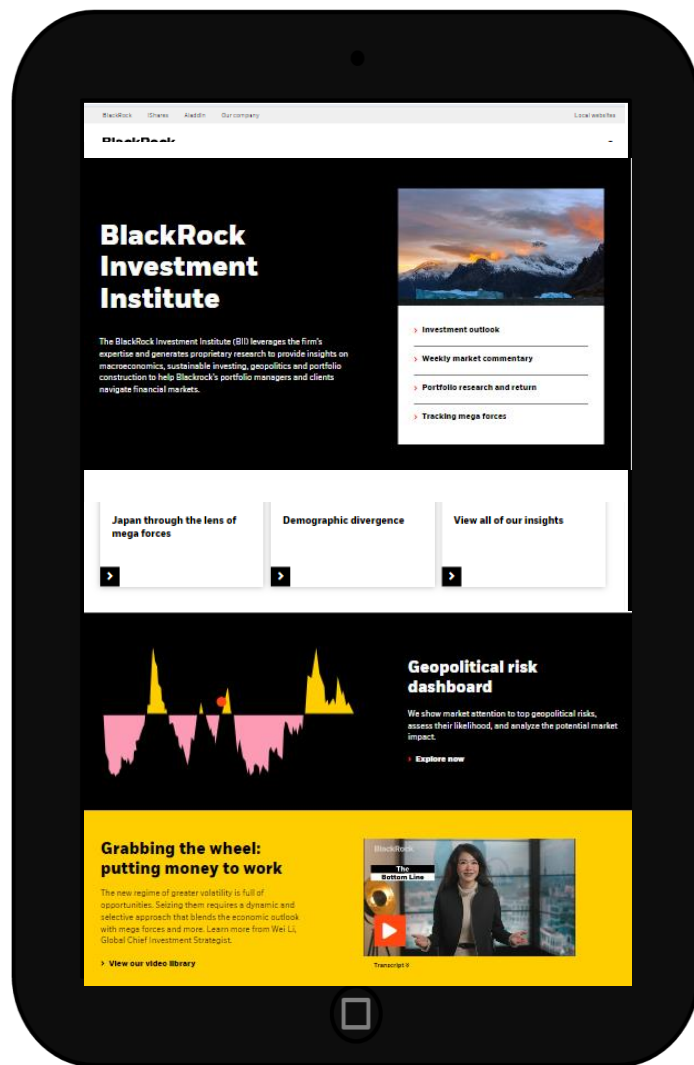 BlackRock iShares Aladdin Our company Local websites
BlackRock
BlackRock
Investment
Institute
The BlackRock Investment Institute (BII) leverages the firm's
expertise and generates proprietary research to provide insights on
macroeconomics, sustainable investing, geopolitics and portfolio
construction to help Blackrock's portfolio managers and clients
navigate financial markets.
Investment outlook
Weekly market commentary
Portfolio research and return
Tracking mega forces
Japan through the lens of
mega forces
Demographic divergence
View all of our insights
Geopolitical risk
dashboard
We show market attention to top geopolitical risks,
assess their likelihood, and analyze the potential market
impact.
Explore now
Grabbing the wheel:
putting money to work
The new regime of greater volatility is full of
opportunities. Seizing them requires a dynamic and
selective approach that blends the economic outlook
with mega forces and more. Learn more from Wei Li,
Global Chief Investment Strategist.
View our video library
BlackRock
The
Bottom Line
Transcript